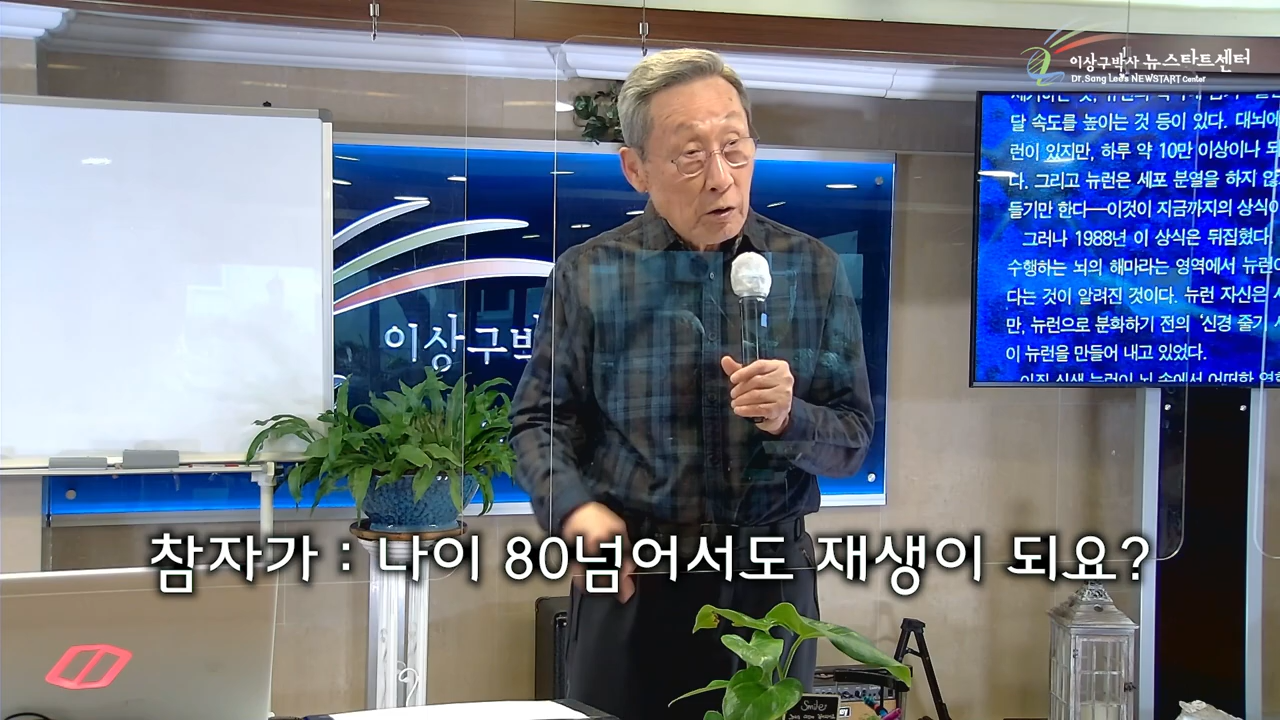 이상구박사 뉴스타트센터
Dr. Sang Lee's NEWSTART Center
달 속도를 높이는 것 등이 있다. 대뇌에
런이 있지만, 하루 약 10만 이상이나 되
다. 그리고 뉴런은 세포 분열을 하지 않
들기만 한다—이것이 지금까지의 상식이
그러나 1988년 이 상식은 뒤집혔다.
수행하는 뇌의 해마라는 영역에서 뉴런이
다는 것이 알려진 것이다. 뉴런 자신은
만, 뉴런으로 분화하기 전의 '신경 줄기
이 뉴런을 만들어 내고 있었다.
이상구
참자가 : 나이 80넘어서도 재생이 되요?
Smile